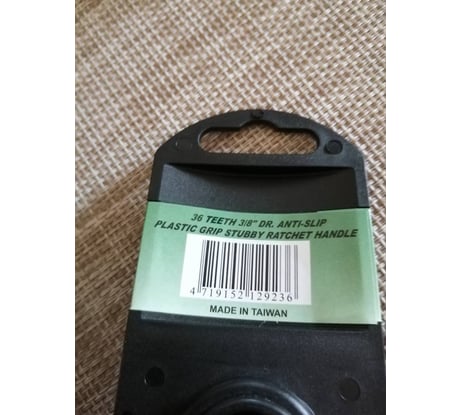 36 TEETH 3/8" DR. ANTI-SLIP
PLASTIC GRIP STUBBY RATCHET HANDLE
4 719152 129236
MADE IN TAIWAN